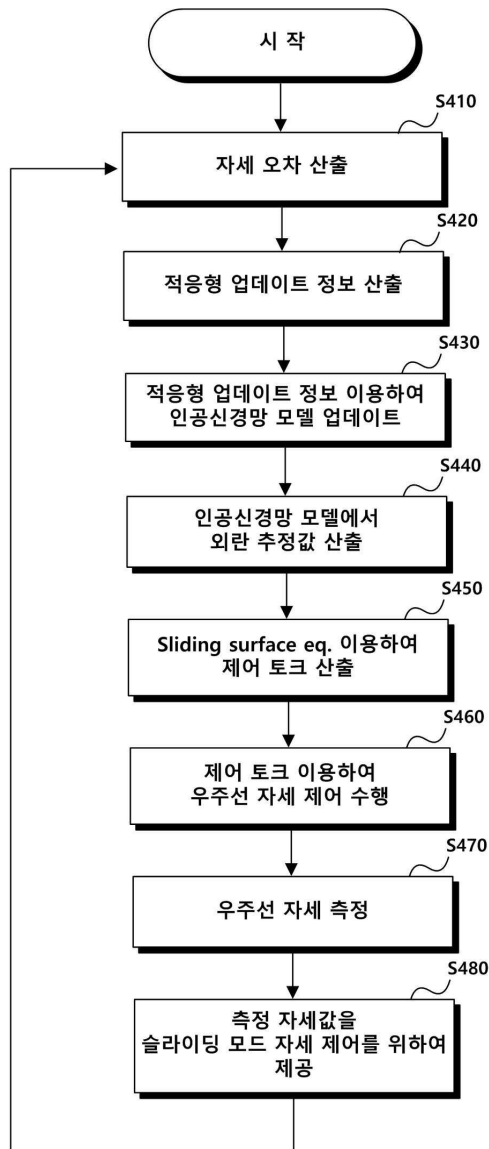 시 작
S410
자세 오차 산출
S420
적응형 업데이트 정보 산출
S430
적응형 업데이트 정보 이용하여
인공신경망 모델 업데이트
S440
인공신경망 모델에서
외란 추정값 산출
S450
Sliding surface eq. 이용하여
제어 토크 산출
S460
제어 토크 이용하여
우주선 자세 제어 수행
S470
우주선 자세 측정
S480
측정 자세값을
슬라이딩 모드 자세 제어를 위하여
제공